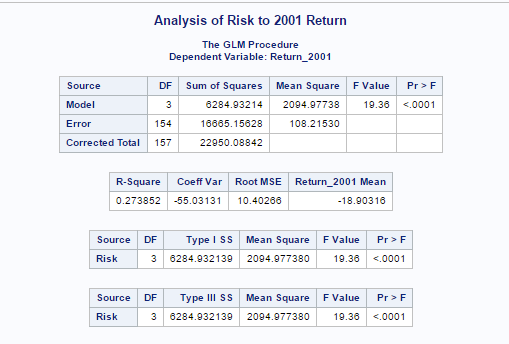 Analysis of Risk to 2001 Return
The GLM Procedure
Dependent Variable: Return_2001
Source DF Sum of Squares Mean Square F Value Pr > F
Model 3 6284.93214 2094.97738 19.36 <.0001
Error 154 16665.15628 108.21530
Corrected Total 157 22950.08842
R-Square Coeff Var Root MSE Return_2001 Mean
0.273852 -55.03131 10.40266 -18.90316
Source DF Type I SS Mean Square F Value Pr > F
Risk 3 6284.932139 2094.977380 19.36 <.0001
Source DF Type III SS Mean Square F Value Pr > F
Risk 3 6284.932139 2094.977380 19.36 <.0001